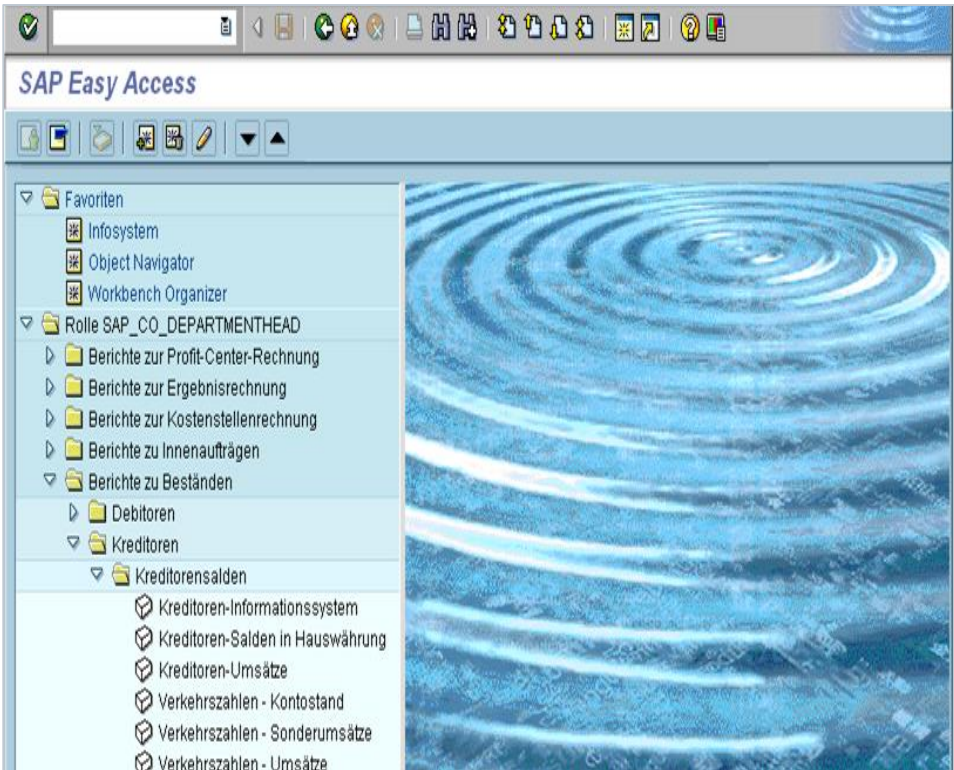 SAP Easy Access
Favoriten
Infosystem
Object Navigator
Workbench Organizer
Rolle SAP_CO_DEPARTMENTHEAD
Berichte zur Profit-Center-Rechnung
Berichte zur Ergebnisrechnung
Berichte zur Kostenstellenrechnung
Berichte zu Innenaufträgen
Berichte zu Beständen
Debitoren
Kreditoren
Kreditorensalden
Kreditoren-Informationssystem
Kreditoren-Salden in Hauswährung
Kreditoren-Umsätze
Verkehrszahlen - Kontostand
Verkehrszahlen - Sonderumsätze
Verkehrszahlen - Umsätze